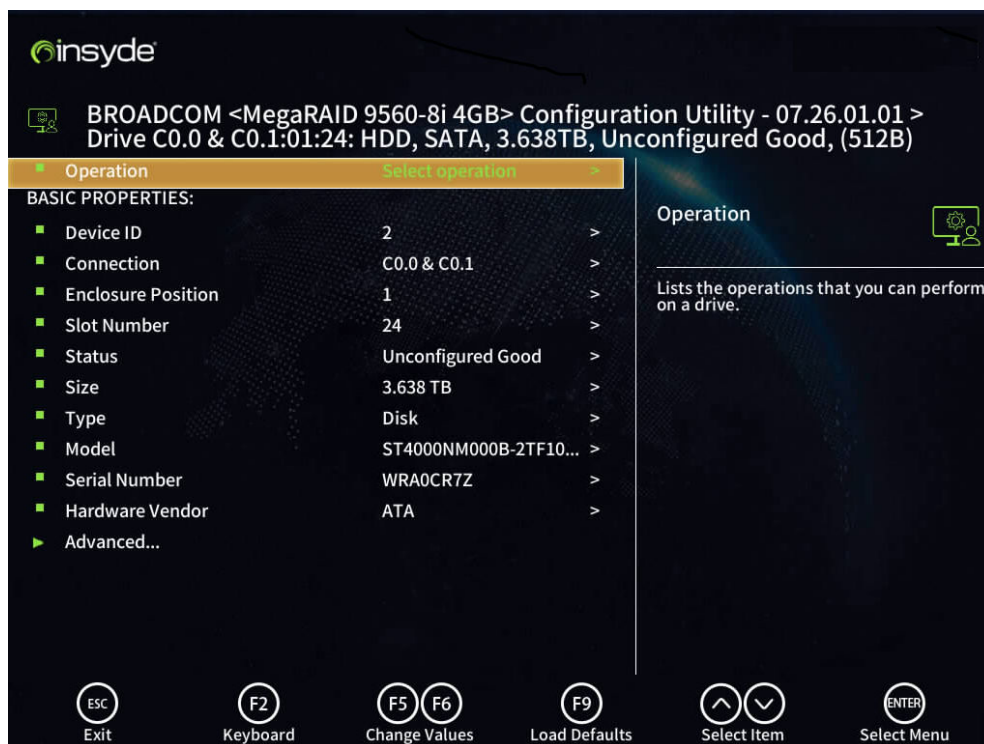 insyde
BROADCOM <MegaRAID 9560-8i 4GB> Configuration Utility - 07.26.01.01 >
Drive C0.0 & C0.1:01:24: HDD, SATA, 3.638TB, Unconfigured Good, (512B)
Operation Select operation >
BASIC PROPERTIES:
Device ID 2 >
Connection C0.0 & C0.1 >
Enclosure Position 1 >
Slot Number 24 >
Status Unconfigured Good >
Size 3.638 TB >
Type Disk >
Model ST4000NM000B-2TF10... >
Serial Number WRA0CR7Z >
Hardware Vendor ATA >
Advanced...
Operation
Lists the operations that you can perform
on a drive.
ESC F2 F5 F6 F9 ENTER
Exit Keyboard Change Values Load Defaults Select Item Select Menu